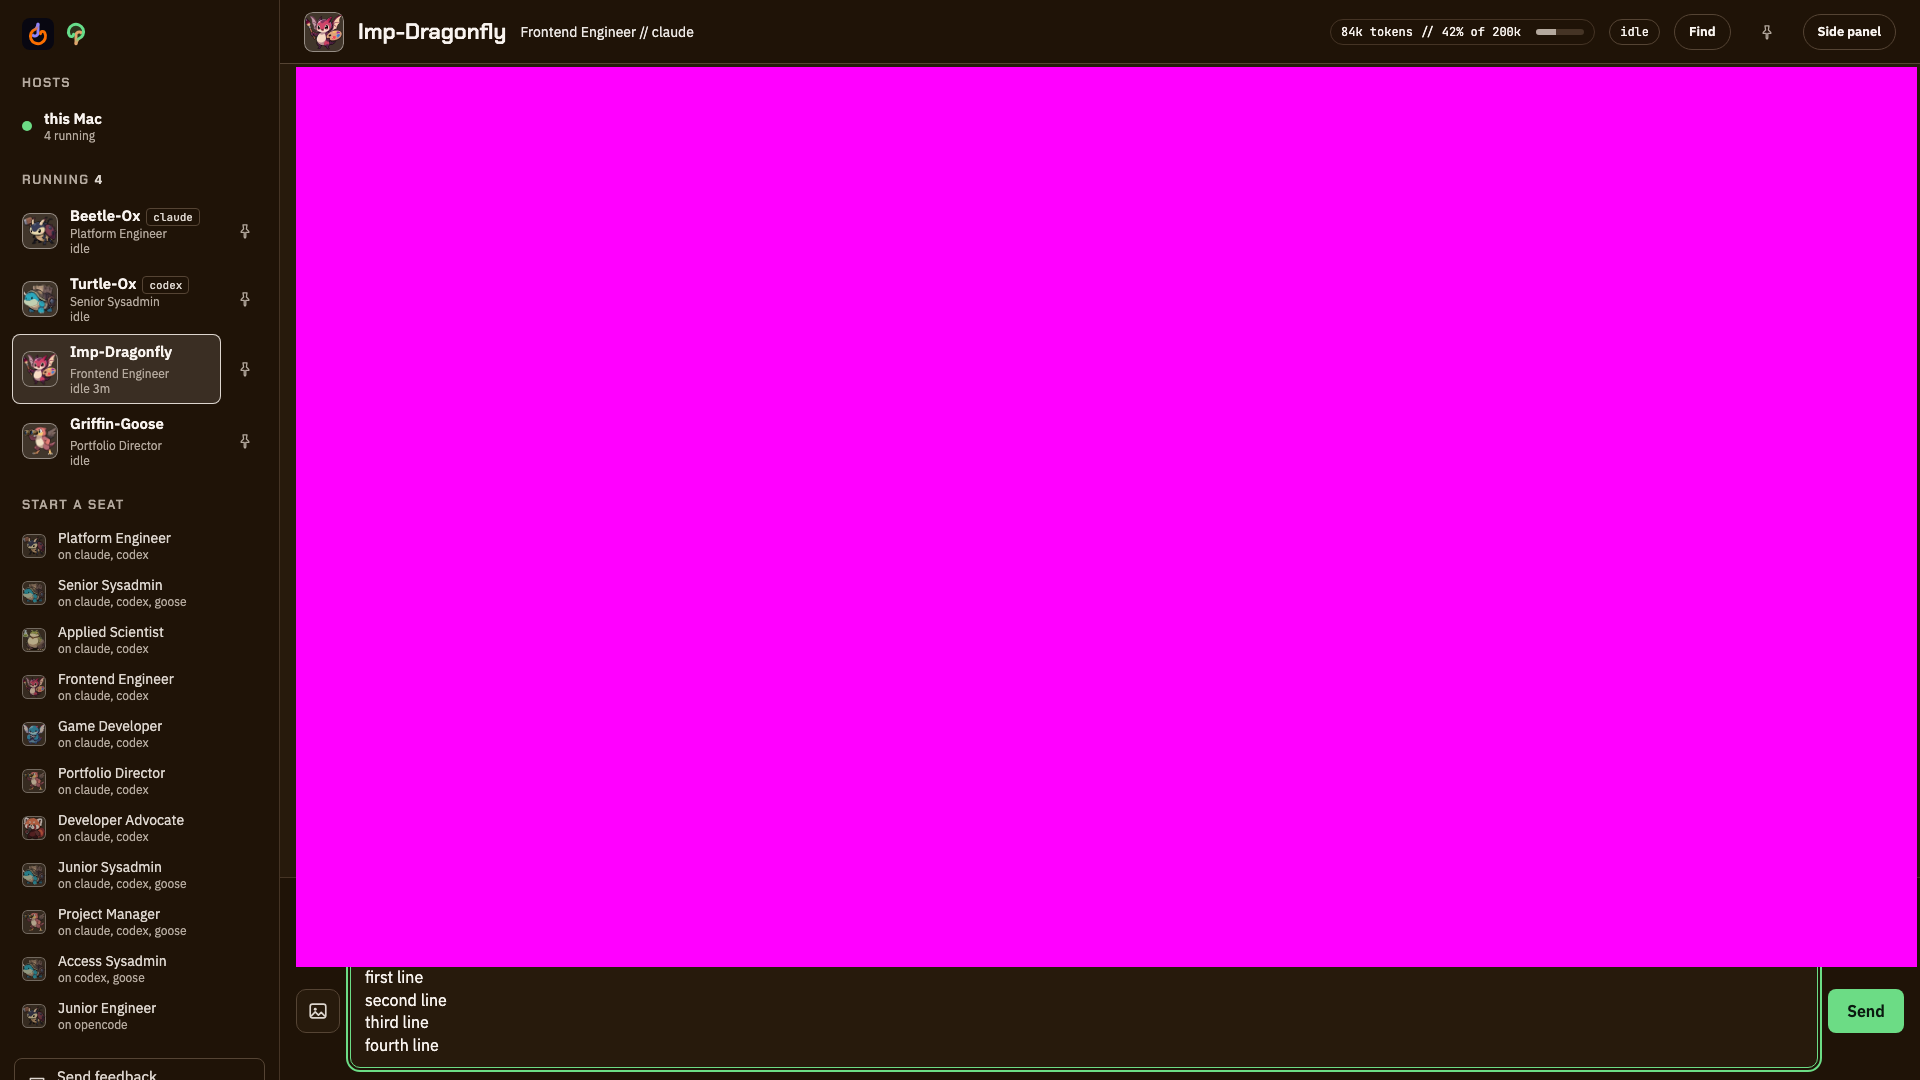 HOSTS
this Mac
4 running
RUNNING 4
Beetle-Ox claude
Platform Engineer
idle
Turtle-Ox codex
Senior Sysadmin
idle
Imp-Dragonfly
Frontend Engineer
idle 3m
Griffin-Goose
Portfolio Director
idle
START A SEAT
Platform Engineer
on claude, codex
Senior Sysadmin
on claude, codex, goose
Applied Scientist
on claude, codex
Frontend Engineer
on claude, codex
Game Developer
on claude, codex
Portfolio Director
on claude, codex
Developer Advocate
on claude, codex
Junior Sysadmin
on claude, codex, goose
Project Manager
on claude, codex, goose
Access Sysadmin
on codex, goose
Junior Engineer
on opencode
Send feedback
Imp-Dragonfly Frontend Engineer // claude
84k tokens // 42% of 200k
idle
Find
Side panel
first line
second line
third line
fourth line
Send